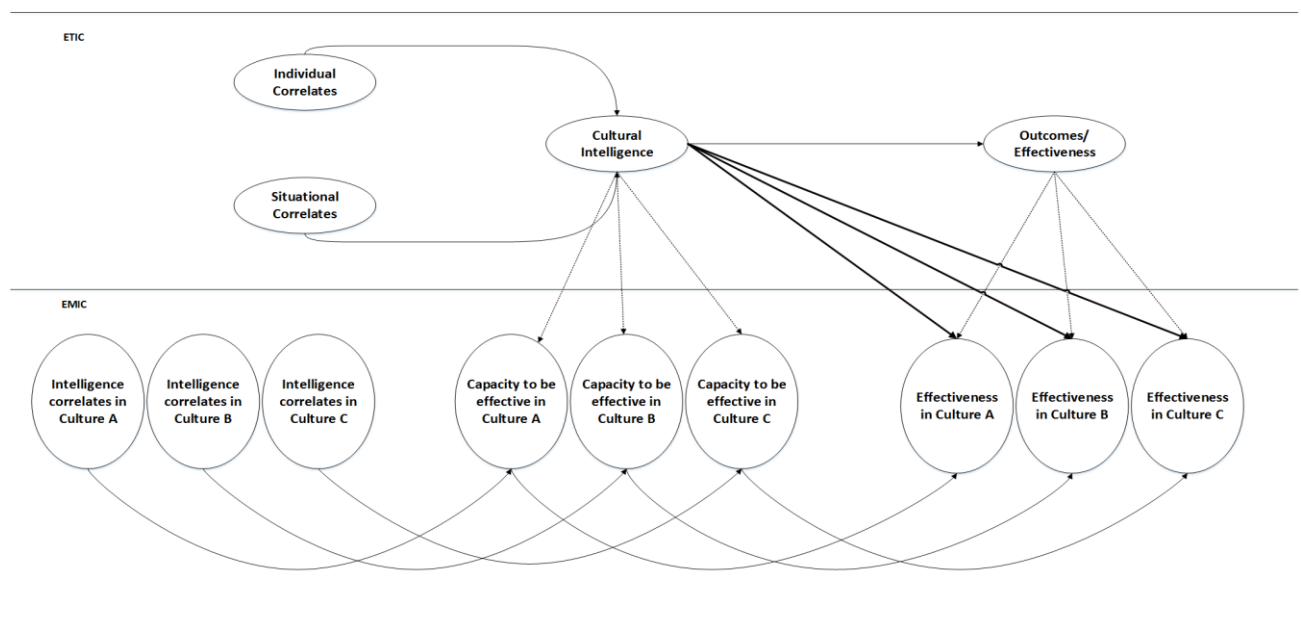 ETIC
Individual
Correlates
Cultural
Intelligence
Outcomes/
Effectiveness
Situational
Correlates
EMIC
Intelligence
correlates in
Culture A
Intelligence
correlates in
Culture B
Intelligence
correlates in
Culture C
Capacity to be
effective in
Culture A
Capacity to be
effective in
Culture B
Capacity to be
effective in
Culture C
Effectiveness
in Culture A
Effectiveness
in Culture B
Effectiveness
in Culture C